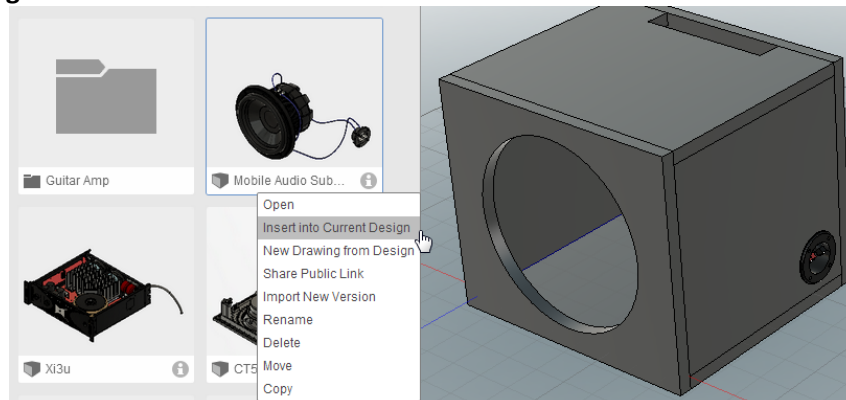 Guitar Amp
Mobile Audio Sub...
Open
Insert into Current Design
New Drawing from Design
Share Public Link
Import New Version
Rename
Delete
Move
Copy
Xi3u
CT5